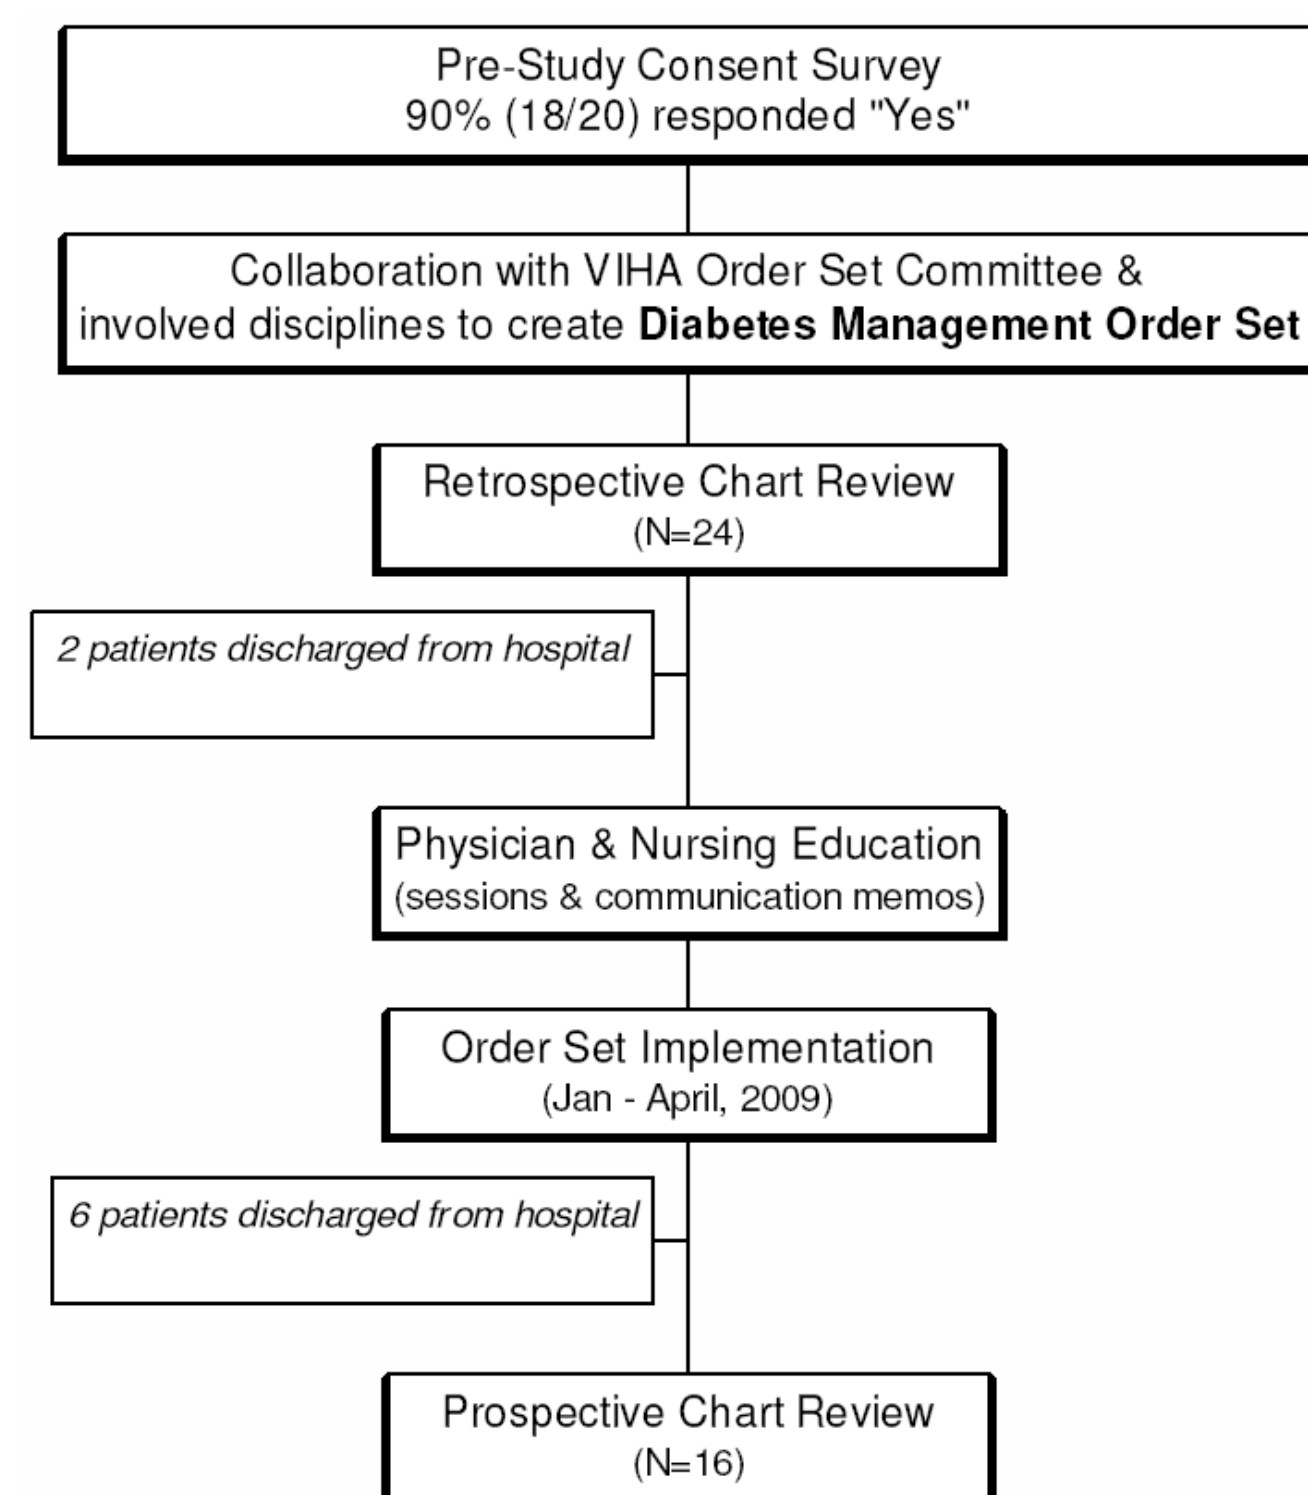 Pre-Study Consent Survey
90% (18/20) responded "Yes"
Collaboration with VIHA Order Set Committee &
involved disciplines to create Diabetes Management Order Set
Retrospective Chart Review
(N=24)
2 patients discharged from hospital
Physician & Nursing Education
(sessions & communication memos)
Order Set Implementation
(Jan - April, 2009)
6 patients discharged from hospital
Prospective Chart Review
(N=16)